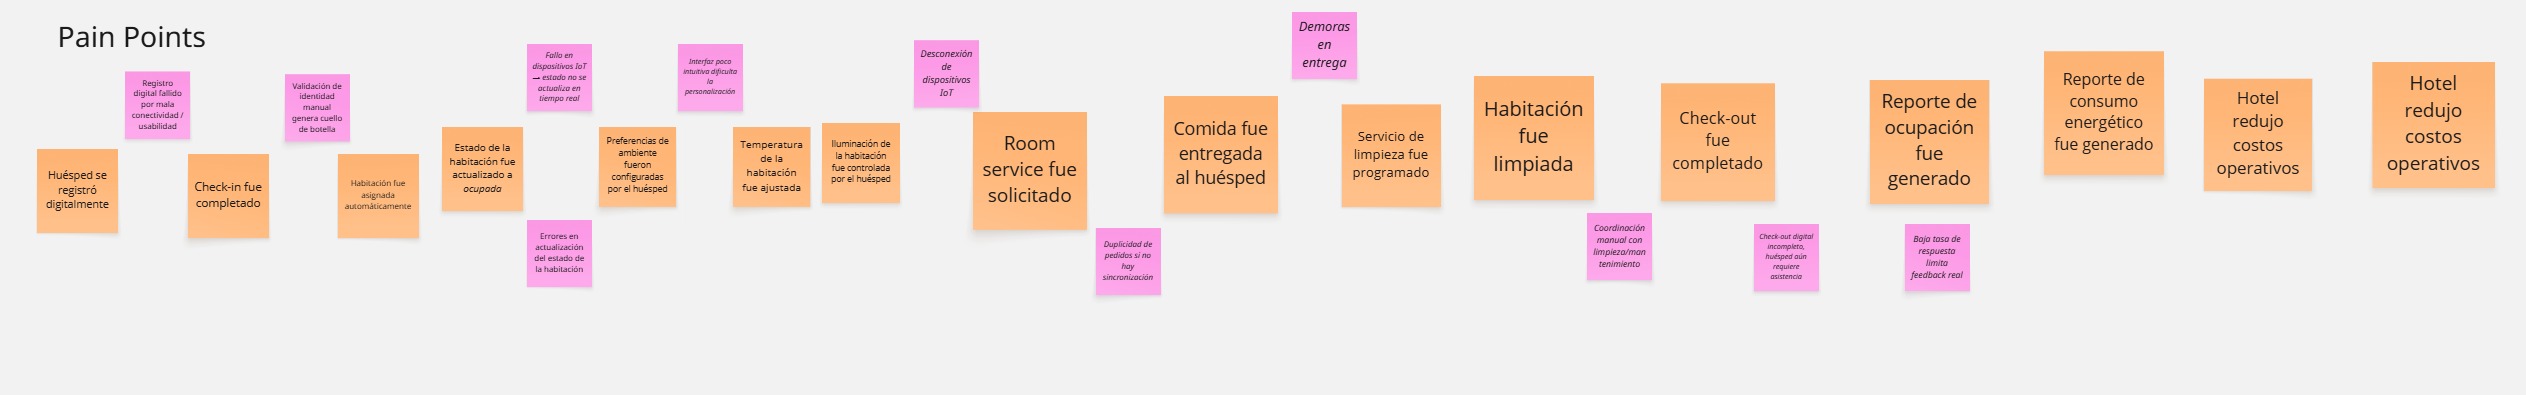 Pain Points
Registro
digital fallido
por mala
conectividad /
usabilidad
Validación de
identidad
manual
genera cuello
de botella
Fallo en
dispositivos IoT
→ estado no se
actualiza en
tiempo real
Interfaz poco
intuitiva dificulta
la
personalización
Desconexión
de
dispositivos
IoT
Demoras
en
entrega
Huésped se
registró
digitalmente
Check-in fue
completado
Habitación fue
asignada
automáticamente
Estado de la
habitación fue
actualizado a
ocupada
Preferencias de
ambiente
fueron
configuradas
por el huésped
Temperatura
de la
habitación
fue ajustada
Iluminación de
la habitación
fue controlada
por el huésped
Room
service fue
solicitado
Comida fue
entregada
al huésped
Servicio de
limpieza fue
programado
Habitación
fue
limpiada
Check-out
fue
completado
Reporte de
ocupación
fue
generado
Reporte de
consumo
energético
fue generado
Hotel
redujo
costos
operativos
Hotel
redujo
costos
operativos
Errores en
actualización
del estado de
la habitación
Duplicidad de
pedidos si no
hay
sincronización
Coordinación
manual con
limpieza/man
tenimiento
Check-out digital
incompleto,
huésped aún
requiere
asistencia
Baja tasa de
respuesta
limita
feedback real